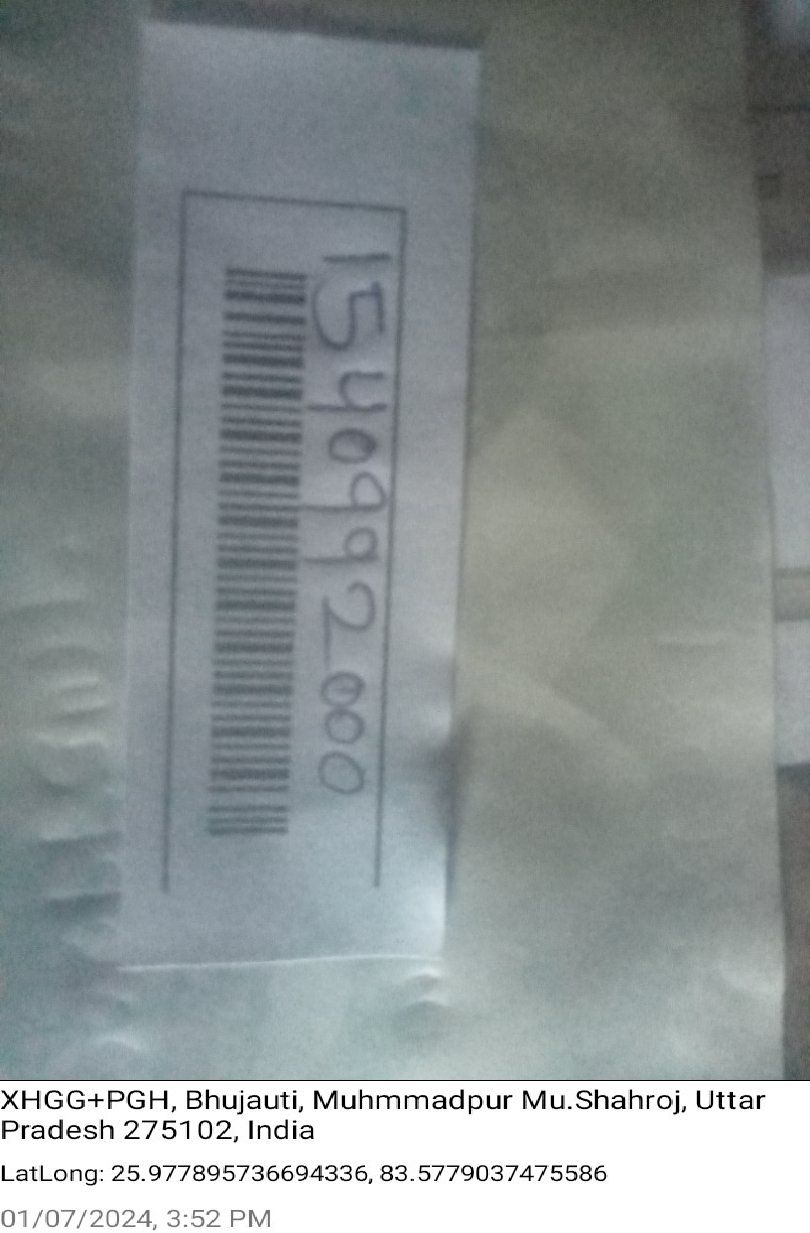 1540992000
XHGG+PGH, Bhujauti, Muhmmadpur Mu.Shahroj, Uttar
Pradesh 275102, India
LatLong: 25.977895736694336, 83.5779037475586
01/07/2024, 3:52 PM